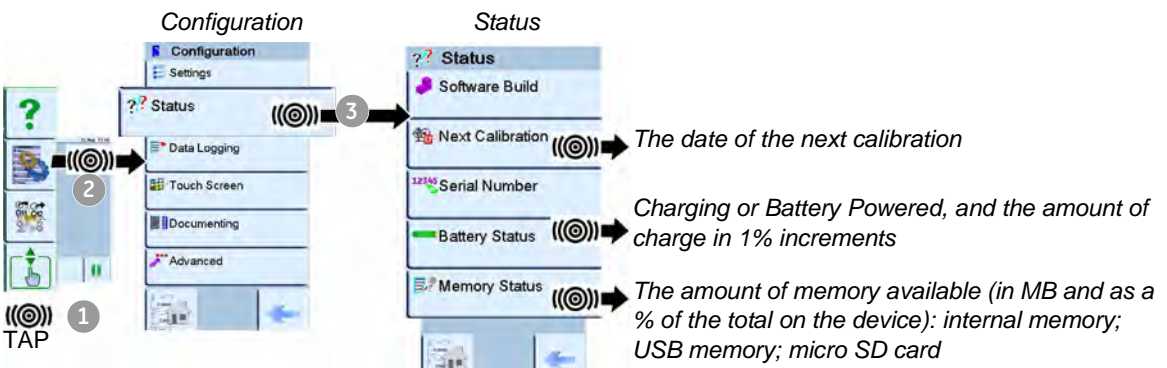 Configuration
Status
Configuration
Settings
?? Status
3
Data Logging
Touch Screen
Documenting
Advanced
?
2
((◎)) 1
TAP
?? Status
Software Build
Next Calibration
The date of the next calibration
12345 Serial Number
Battery Status
Charging or Battery Powered, and the amount of
charge in 1% increments
Memory Status
The amount of memory available (in MB and as a
% of the total on the device): internal memory;
USB memory; micro SD card